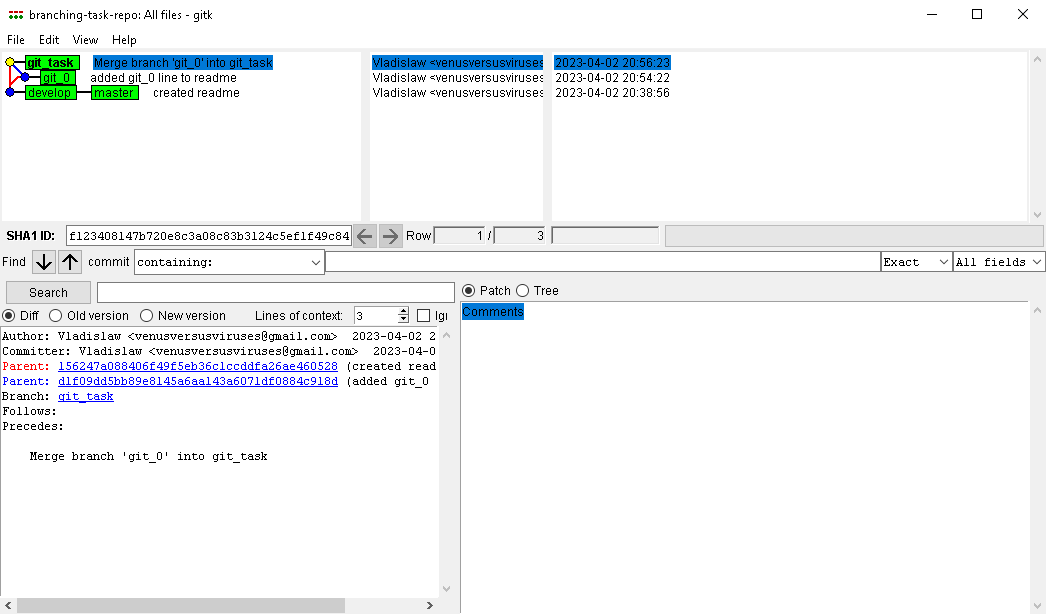 branching-task-repo: All files - gitk
File Edit View Help
git_task Merge branch 'git_0' into git_task Vladislaw <venusversusviruses 2023-04-02 20:56:23
git_0 added git_0 line to readme Vladislaw <venusversusviruses 2023-04-02 20:54:22
develop master created readme Vladislaw <venusversusviruses 2023-04-02 20:38:56
SHA1 ID: f123408147b720e8c3a08c83b3124c5ef1f49c84 Row 1 / 3
Find commit containing: Exact All fields
Search Patch Tree
Diff Old version New version Lines of context: 3 Igr
Comments
Author: Vladislaw <venusversusviruses@gmail.com> 2023-04-02 2
Committer: Vladislaw <venusversusviruses@gmail.com> 2023-04-0
Parent: 156247a088406f49f5eb36c1ccddfa26ae460528 (created read
Parent: d1f09dd5bb89e8145a6aa143a6071df0884c918d (added git_0
Branch: git_task
Follows:
Precedes:
Merge branch 'git_0' into git_task